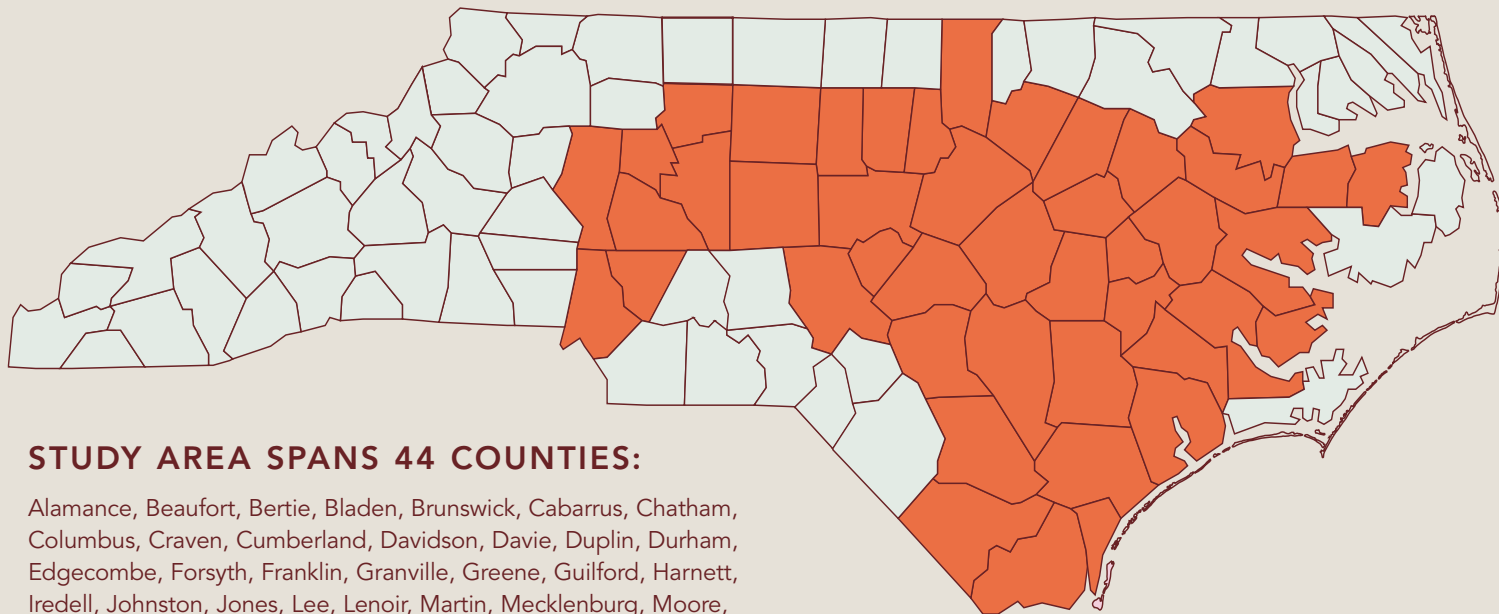 STUDY AREA SPANS 44 COUNTIES:
Alamance, Beaufort, Bertie, Bladen, Brunswick, Cabarrus, Chatham,
Columbus, Craven, Cumberland, Davidson, Davie, Duplin, Durham,
Edgecombe, Forsyth, Franklin, Granville, Greene, Guilford, Harnett,
Iredell, Johnston, Jones, Lee, Lenoir, Martin, Mecklenburg, Moore,